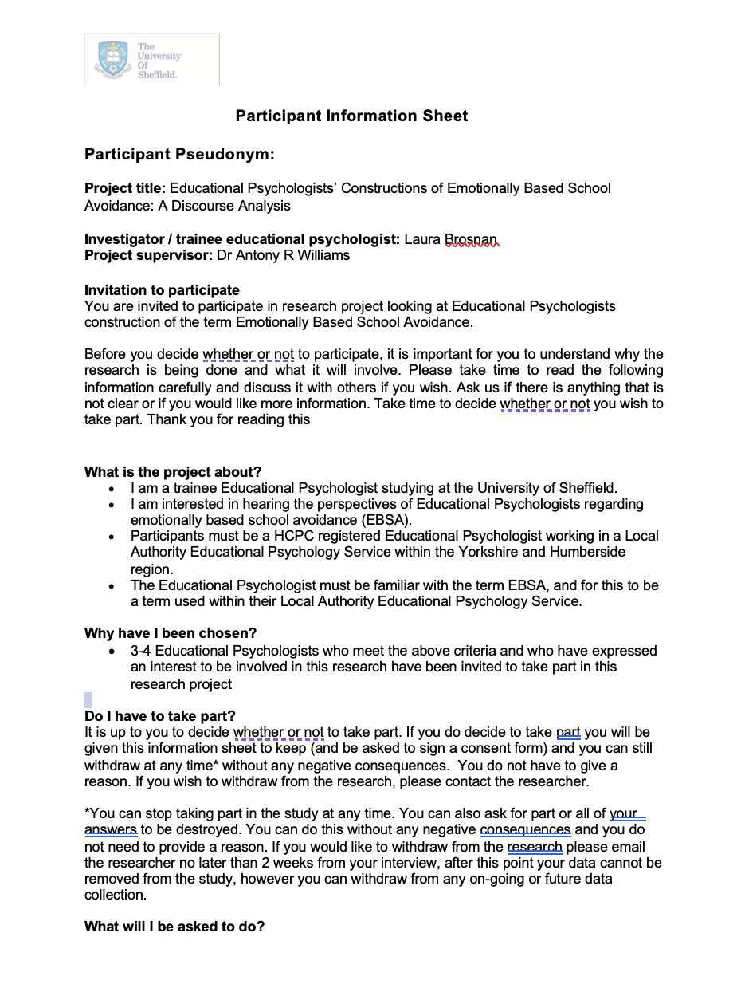 The
University
Of
Sheffield.
Participant Information Sheet
Participant Pseudonym:
Project title: Educational Psychologists’ Constructions of Emotionally Based School
Avoidance: A Discourse Analysis
Investigator / trainee educational psychologist: Laura Brosnan
Project supervisor: Dr Antony R Williams
Invitation to participate
You are invited to participate in research project looking at Educational Psychologists
construction of the term Emotionally Based School Avoidance.
Before you decide whether or not to participate, it is important for you to understand why the
research is being done and what it will involve. Please take time to read the following
information carefully and discuss it with others if you wish. Ask us if there is anything that is
not clear or if you would like more information. Take time to decide whether or not you wish to
take part. Thank you for reading this
What is the project about?
• I am a trainee Educational Psychologist studying at the University of Sheffield.
• I am interested in hearing the perspectives of Educational Psychologists regarding
emotionally based school avoidance (EBSA).
• Participants must be a HCPC registered Educational Psychologist working in a Local
Authority Educational Psychology Service within the Yorkshire and Humberside
region.
• The Educational Psychologist must be familiar with the term EBSA, and for this to be
a term used within their Local Authority Educational Psychology Service.
Why have I been chosen?
• 3-4 Educational Psychologists who meet the above criteria and who have expressed
an interest to be involved in this research have been invited to take part in this
research project
Do I have to take part?
It is up to you to decide whether or not to take part. If you do decide to take part you will be
given this information sheet to keep (and be asked to sign a consent form) and you can still
withdraw at any time* without any negative consequences.  You do not have to give a
reason. If you wish to withdraw from the research, please contact the researcher.
*You can stop taking part in the study at any time. You can also ask for part or all of your
answers to be destroyed. You can do this without any negative consequences and you do
not need to provide a reason. If you would like to withdraw from the research please email
the researcher no later than 2 weeks from your interview, after this point your data cannot be
removed from the study, however you can withdraw from any on-going or future data
collection.
What will I be asked to do?